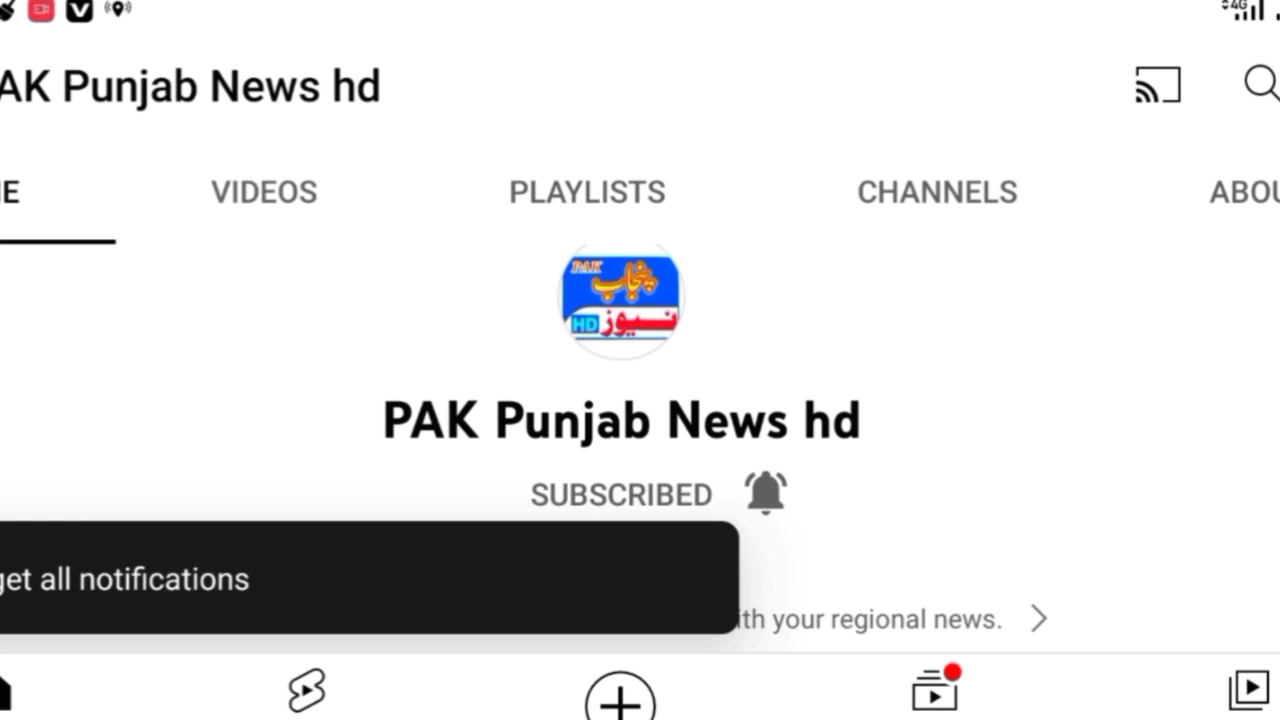 4G
AK Punjab News hd
E
VIDEOS
PLAYLISTS
CHANNELS
ABOU
PAK
پنجاب
نیوز
HD
PAK Punjab News hd
SUBSCRIBED
get all notifications
ith your regional news.